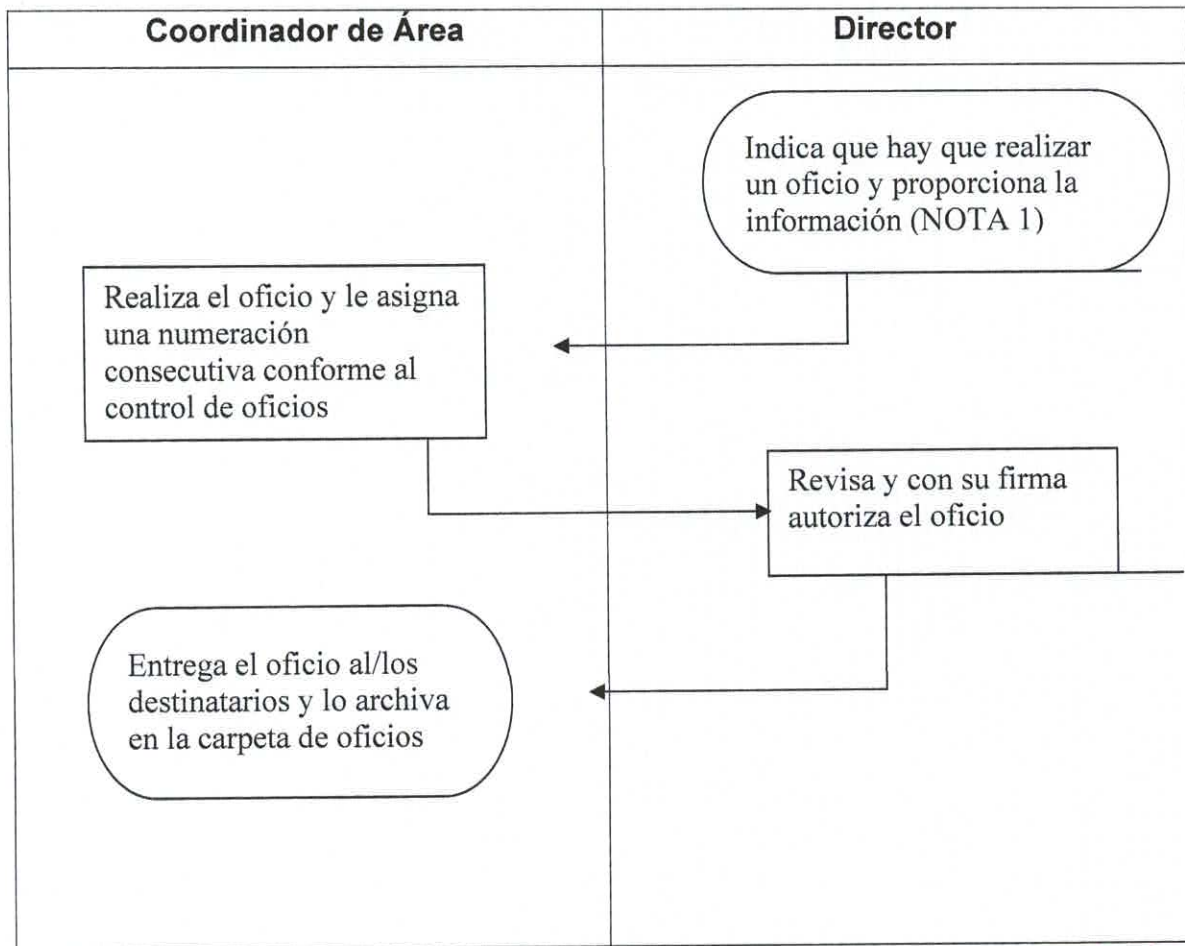 Coordinador de Área
Director
Indica que hay que realizar
un oficio y proporciona la
información (NOTA 1)
Realiza el oficio y le asigna
una numeración
consecutiva conforme al
control de oficios
Revisa y con su firma
autoriza el oficio
Entrega el oficio al/los
destinatarios y lo archiva
en la carpeta de oficios